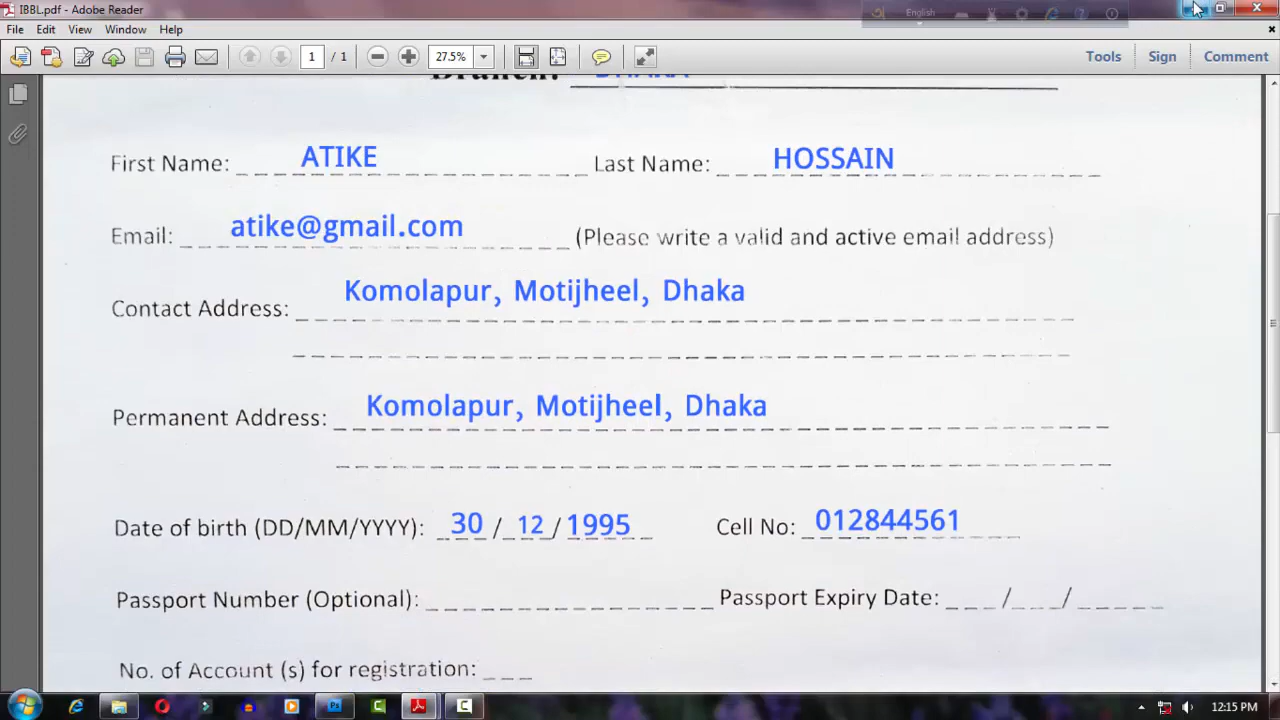 IBBL.pdf - Adobe Reader
English
File Edit View Window Help
1 / 1 27.5% Tools Sign Comment
Branch: DHAKA
First Name: ATIKE Last Name: HOSSAIN
Email: atike@gmail.com (Please write a valid and active email address)
Contact Address: Komolapur, Motijheel, Dhaka
Permanent Address: Komolapur, Motijheel, Dhaka
Date of birth (DD/MM/YYYY): 30 / 12 / 1995 Cell No: 012844561
Passport Number (Optional): Passport Expiry Date: / /
No. of Account (s) for registration:
12:15 PM